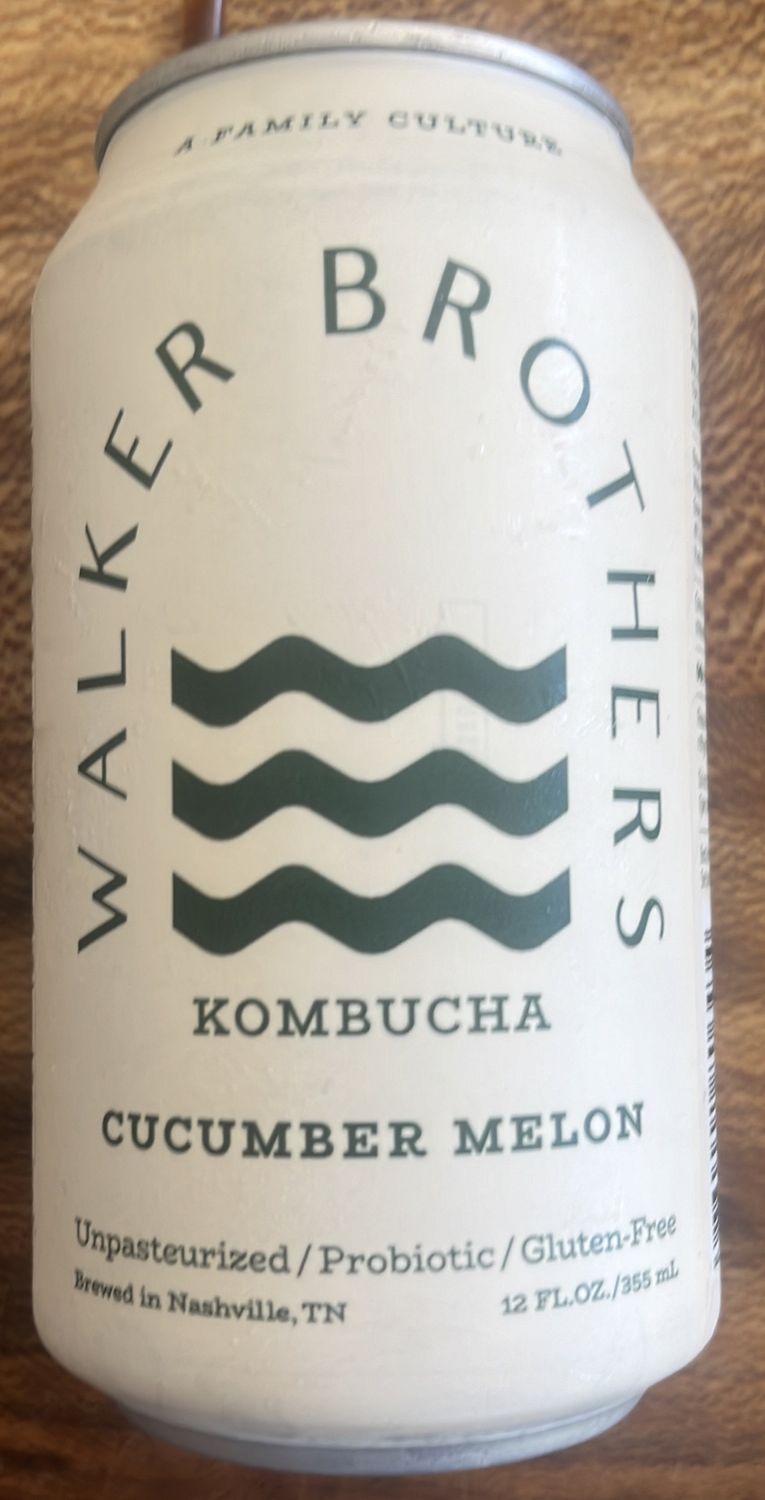 A FAMILY CULTURE
WALKER BROTHERS
KOMBUCHA
CUCUMBER MELON
Unpasteurized / Probiotic / Gluten-Free
Brewed in Nashville, TN
12 FL.OZ./355 mL